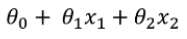 θ₀ + θ₁x₁ + θ₂x₂